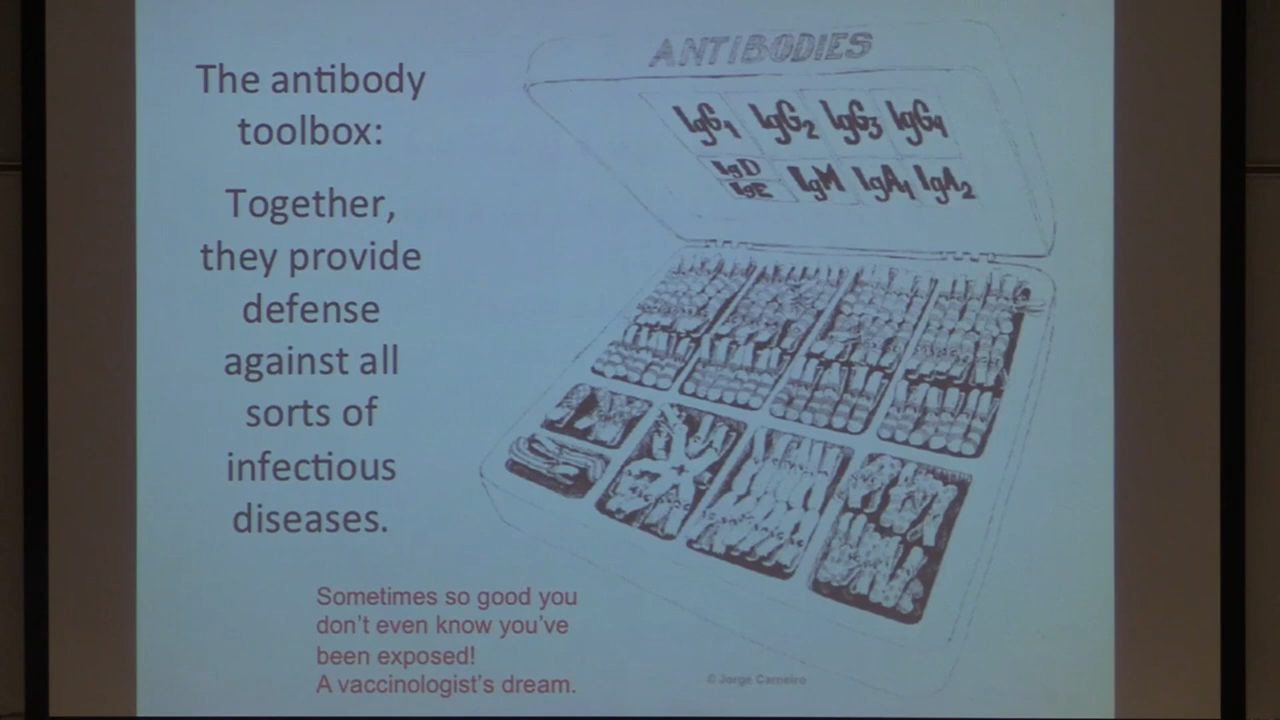 The antibody
toolbox:
Together,
they provide
defense
against all
sorts of
infectious
diseases.
Sometimes so good you
don't even know you've
been exposed!
A vaccinologist's dream.
ANTIBODIES
IgG1 IgG2 IgG3 IgG4
IgD
IgE
IgM IgA1 IgA2
© Jorge Carneiro